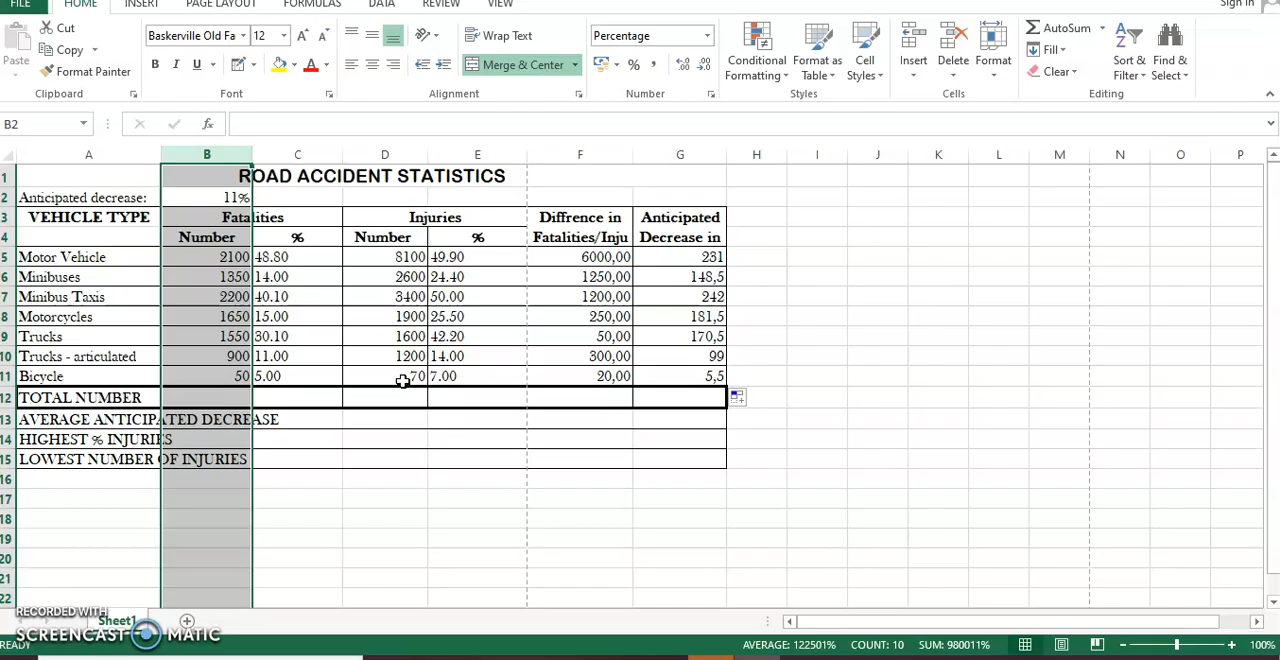 FILE HOME INSERT PAGE LAYOUT FORMULAS DATA REVIEW VIEW Sign in
Paste Cut Copy Format Painter
Baskerville Old Fa 12
B I U
Wrap Text Merge & Center
Percentage
% ,
Conditional Formatting Format as Table Cell Styles
Insert Delete Format
AutoSum Fill Clear Sort & Filter Find & Select
Clipboard Font Alignment Number Styles Cells Editing
B2 fx
A B C D E F G H I J K L M N O P
1 ROAD ACCIDENT STATISTICS
2 Anticipated decrease: 11%
3 VEHICLE TYPE Fatalities Injuries Diffrence in Anticipated
4 Number % Number % Fatalities/Inju Decrease in
5 Motor Vehicle 2100 48.80 8100 49.90 6000,00 231
6 Minibuses 1350 14.00 2600 24.40 1250,00 148,5
7 Minibus Taxis 2200 40.10 3400 50.00 1200,00 242
8 Motorcycles 1650 15.00 1900 25.50 250,00 181,5
9 Trucks 1550 30.10 1600 42.20 50,00 170,5
10 Trucks - articulated 900 11.00 1200 14.00 300,00 99
11 Bicycle 50 5.00 70 7.00 20,00 5,5
12 TOTAL NUMBER
13 AVERAGE ANTICIPATED DECREASE
14 HIGHEST % INJURIES
15 LOWEST NUMBER OF INJURIES
16
17
18
19
20
21
22
RECORDED WITH
Sheet1
SCREENCAST MATIC
READY AVERAGE: 122501% COUNT: 10 SUM: 980011% 100%